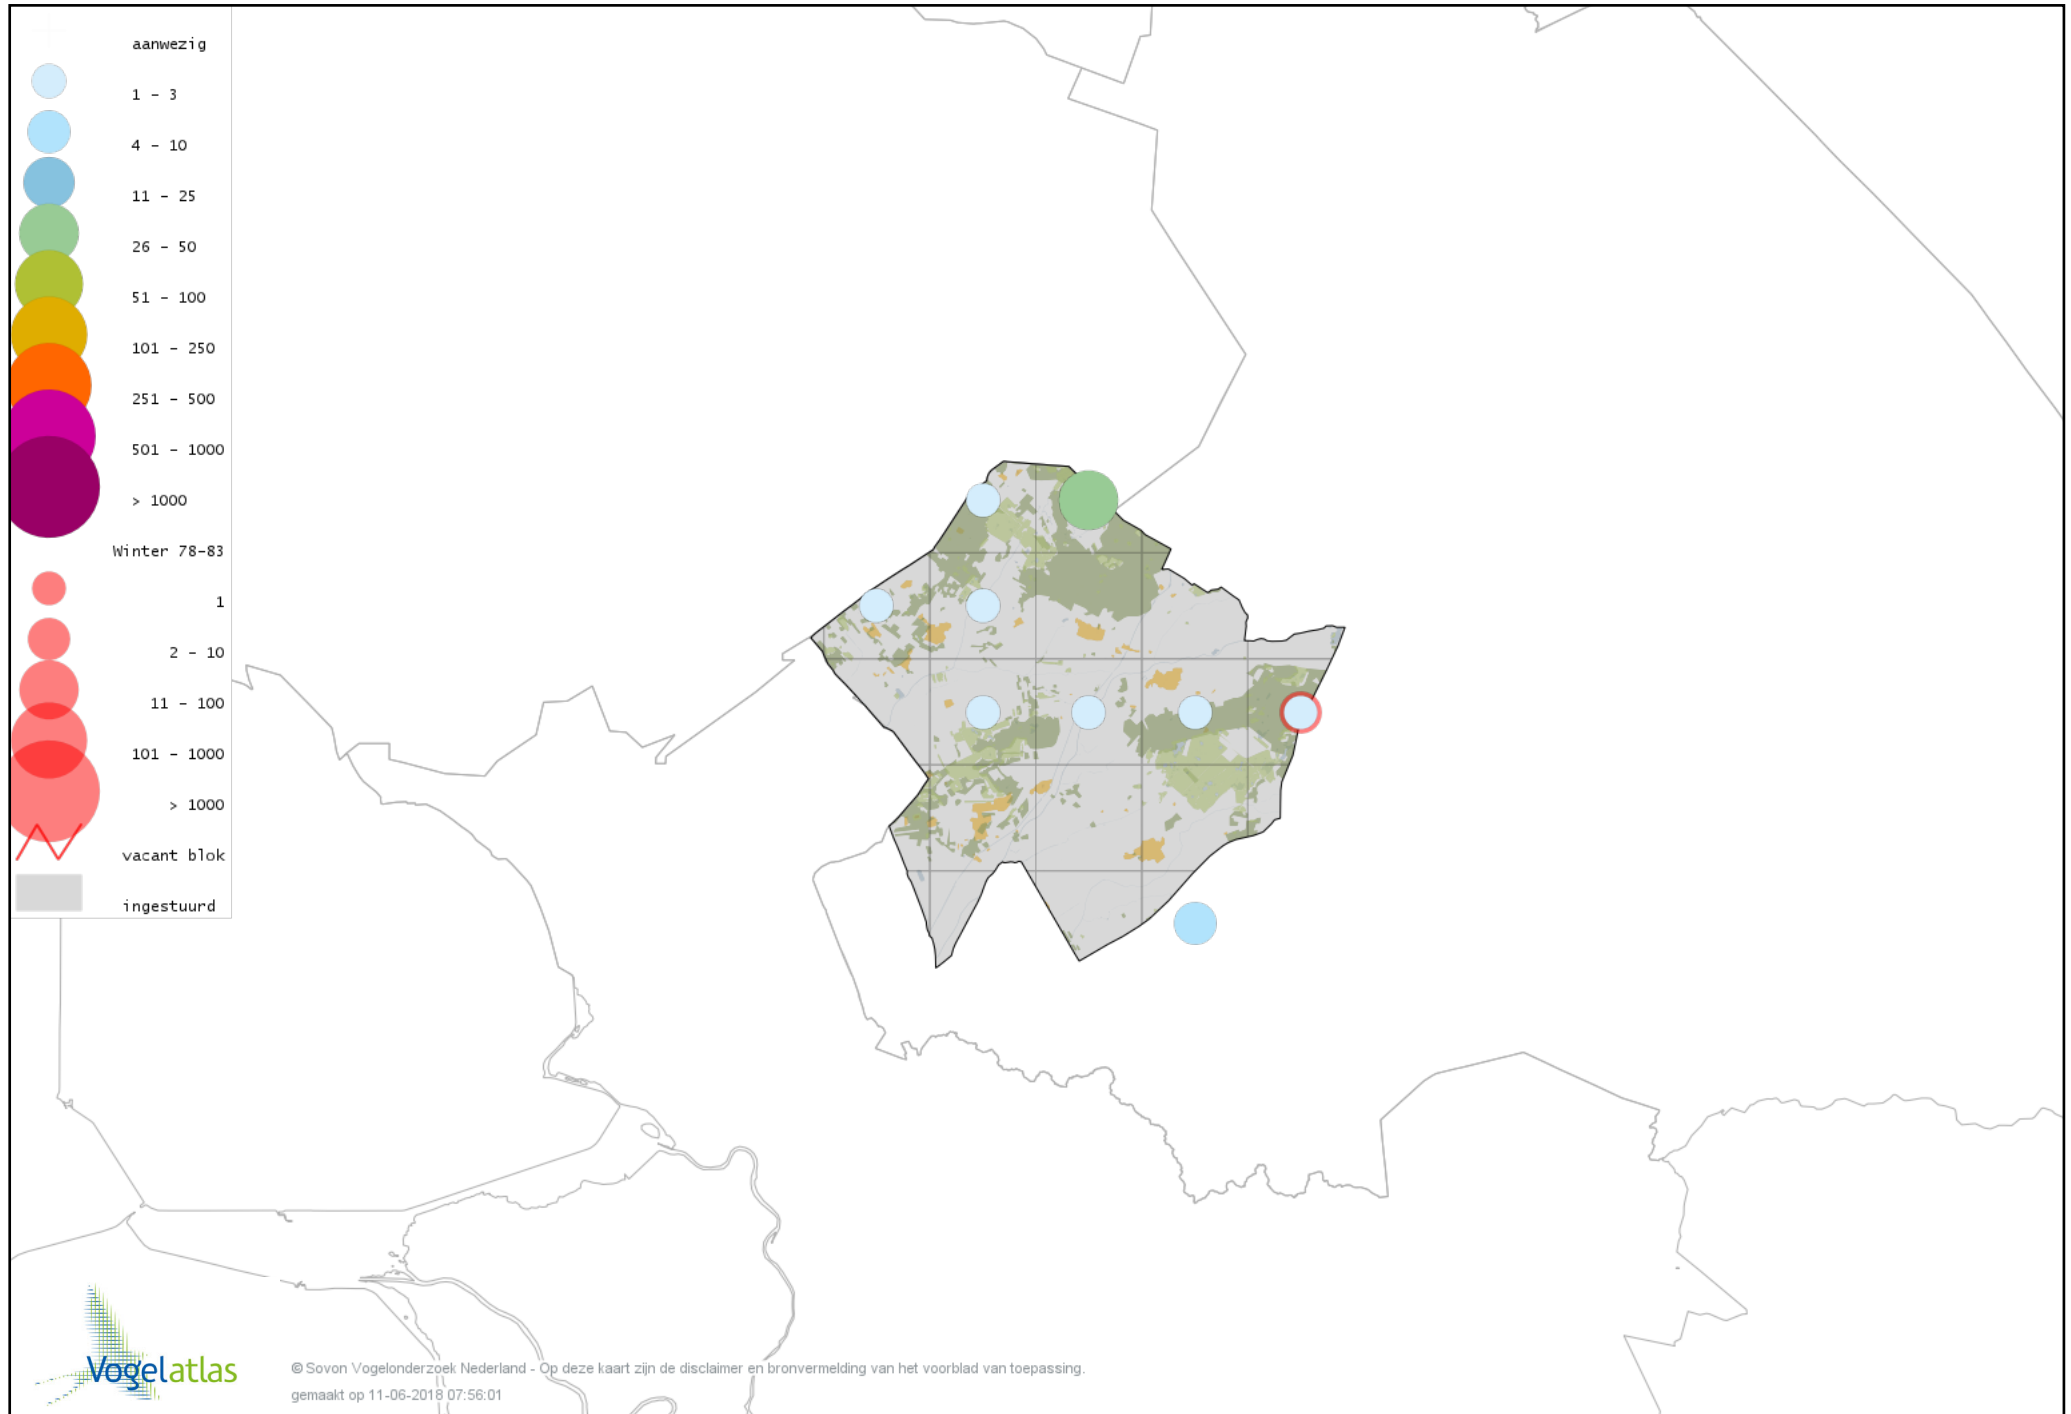 aanwezig
1 - 3
4 - 10
11 - 25
26 - 50
51 - 100
101 - 250
251 - 500
501 - 1000
> 1000
Winter 78-83
1
2 - 10
11 - 100
101 - 1000
> 1000
vacant blok
ingestuurd
Vogelatlas
© Sovon Vogelonderzoek Nederland - Op deze kaart zijn de disclaimer en bronvermelding van het voorblad van toepassing.
gemaakt op 11-06-2018 07:56:01